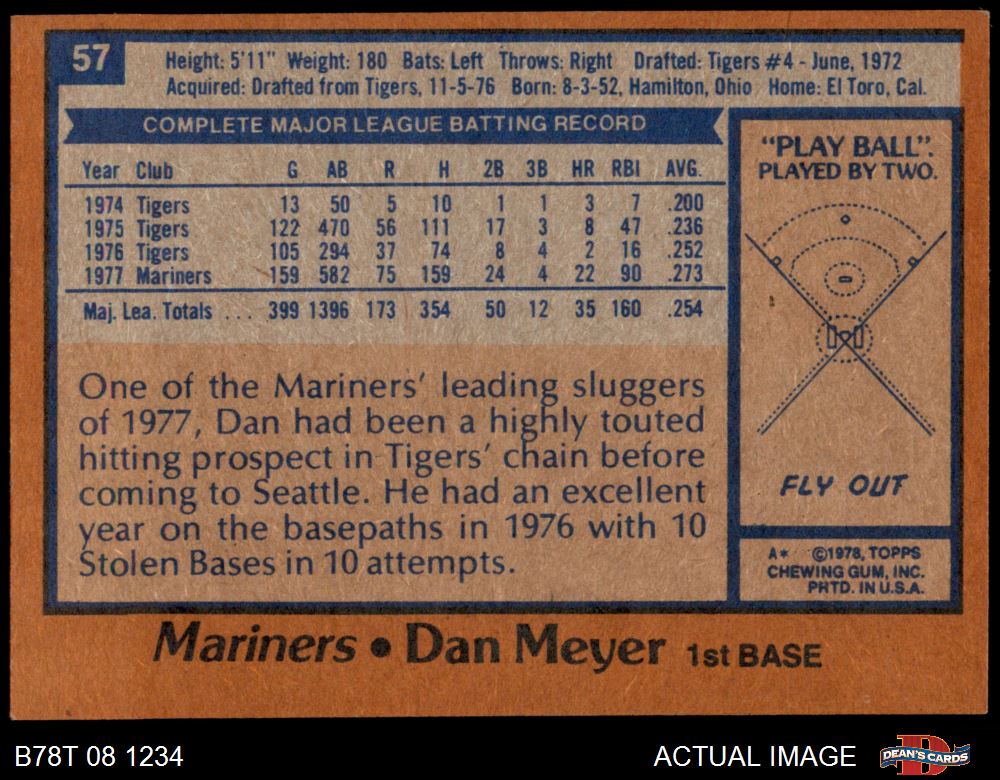 57
Height: 5'11" Weight: 180 Bats: Left Throws: Right Drafted: Tigers #4 - June, 1972
Acquired: Drafted from Tigers, 11-5-76 Born: 8-3-52, Hamilton, Ohio Home: El Toro, Cal.
COMPLETE MAJOR LEAGUE BATTING RECORD
Year Club G AB R H 2B 3B HR RBI AVG.
1974 Tigers 13 50 5 10 1 1 3 7 .200
1975 Tigers 122 470 56 111 17 3 8 47 .236
1976 Tigers 105 294 37 74 8 4 2 16 .252
1977 Mariners 159 582 75 159 24 4 22 90 .273
Maj. Lea. Totals ... 399 1396 173 354 50 12 35 160 .254
One of the Mariners' leading sluggers
of 1977, Dan had been a highly touted
hitting prospect in Tigers' chain before
coming to Seattle. He had an excellent
year on the basepaths in 1976 with 10
Stolen Bases in 10 attempts.
"PLAY BALL".
PLAYED BY TWO.
FLY OUT
A* ©1978, TOPPS
CHEWING GUM, INC.
PRTD. IN U.S.A.
Mariners • Dan Meyer 1st BASE
B78T 08 1234
ACTUAL IMAGE
D
DEAN'S CARDS